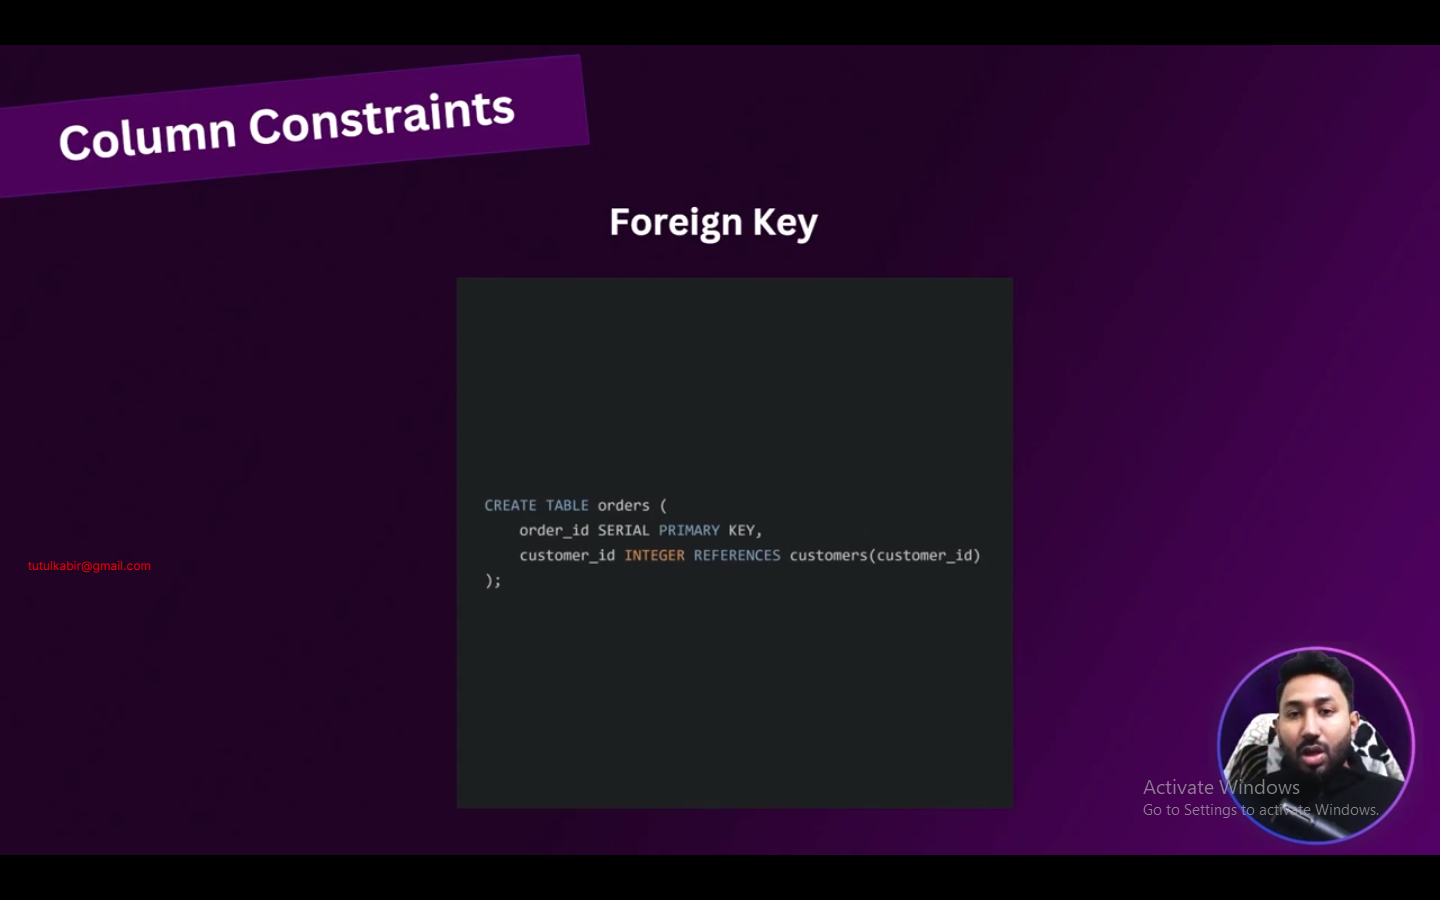 Column Constraints
Foreign Key
CREATE TABLE orders (
    order_id SERIAL PRIMARY KEY,
    customer_id INTEGER REFERENCES customers(customer_id)
);
tutulkabir@gmail.com
Activate Windows
Go to Settings to activate Windows.